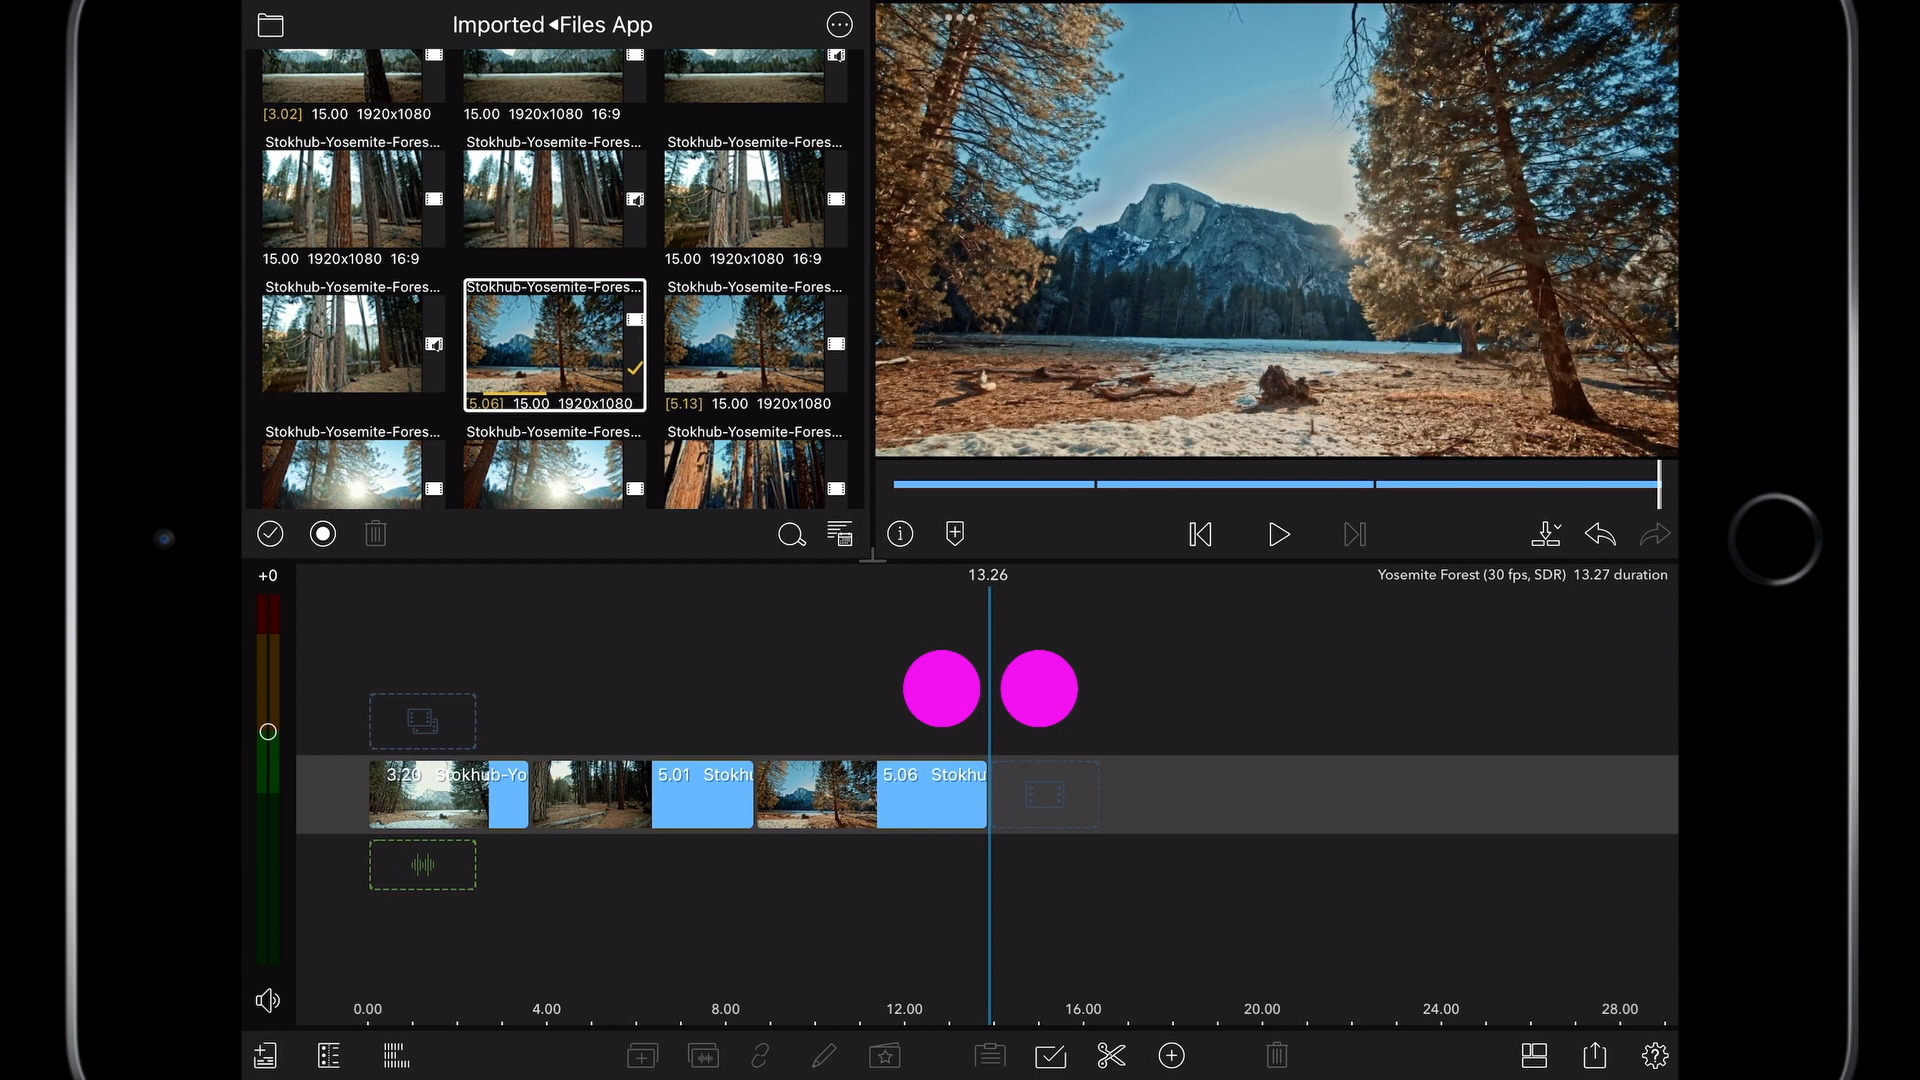 Imported ◂Files App
[3.02] 15.00 1920x1080
15.00 1920x1080 16:9
Stokhub-Yosemite-Fores...
Stokhub-Yosemite-Fores...
Stokhub-Yosemite-Fores...
15.00 1920x1080 16:9
15.00 1920x1080 16:9
Stokhub-Yosemite-Fores...
Stokhub-Yosemite-Fores...
Stokhub-Yosemite-Fores...
[5.06] 15.00 1920x1080
[5.13] 15.00 1920x1080
Stokhub-Yosemite-Fores...
Stokhub-Yosemite-Fores...
Stokhub-Yosemite-Fores...
+0
13.26
Yosemite Forest (30 fps, SDR) 13.27 duration
3.20 Stokhub-Yo
5.01 Stokhu
5.06 Stokhu
0.00 4.00 8.00 12.00 16.00 20.00 24.00 28.00